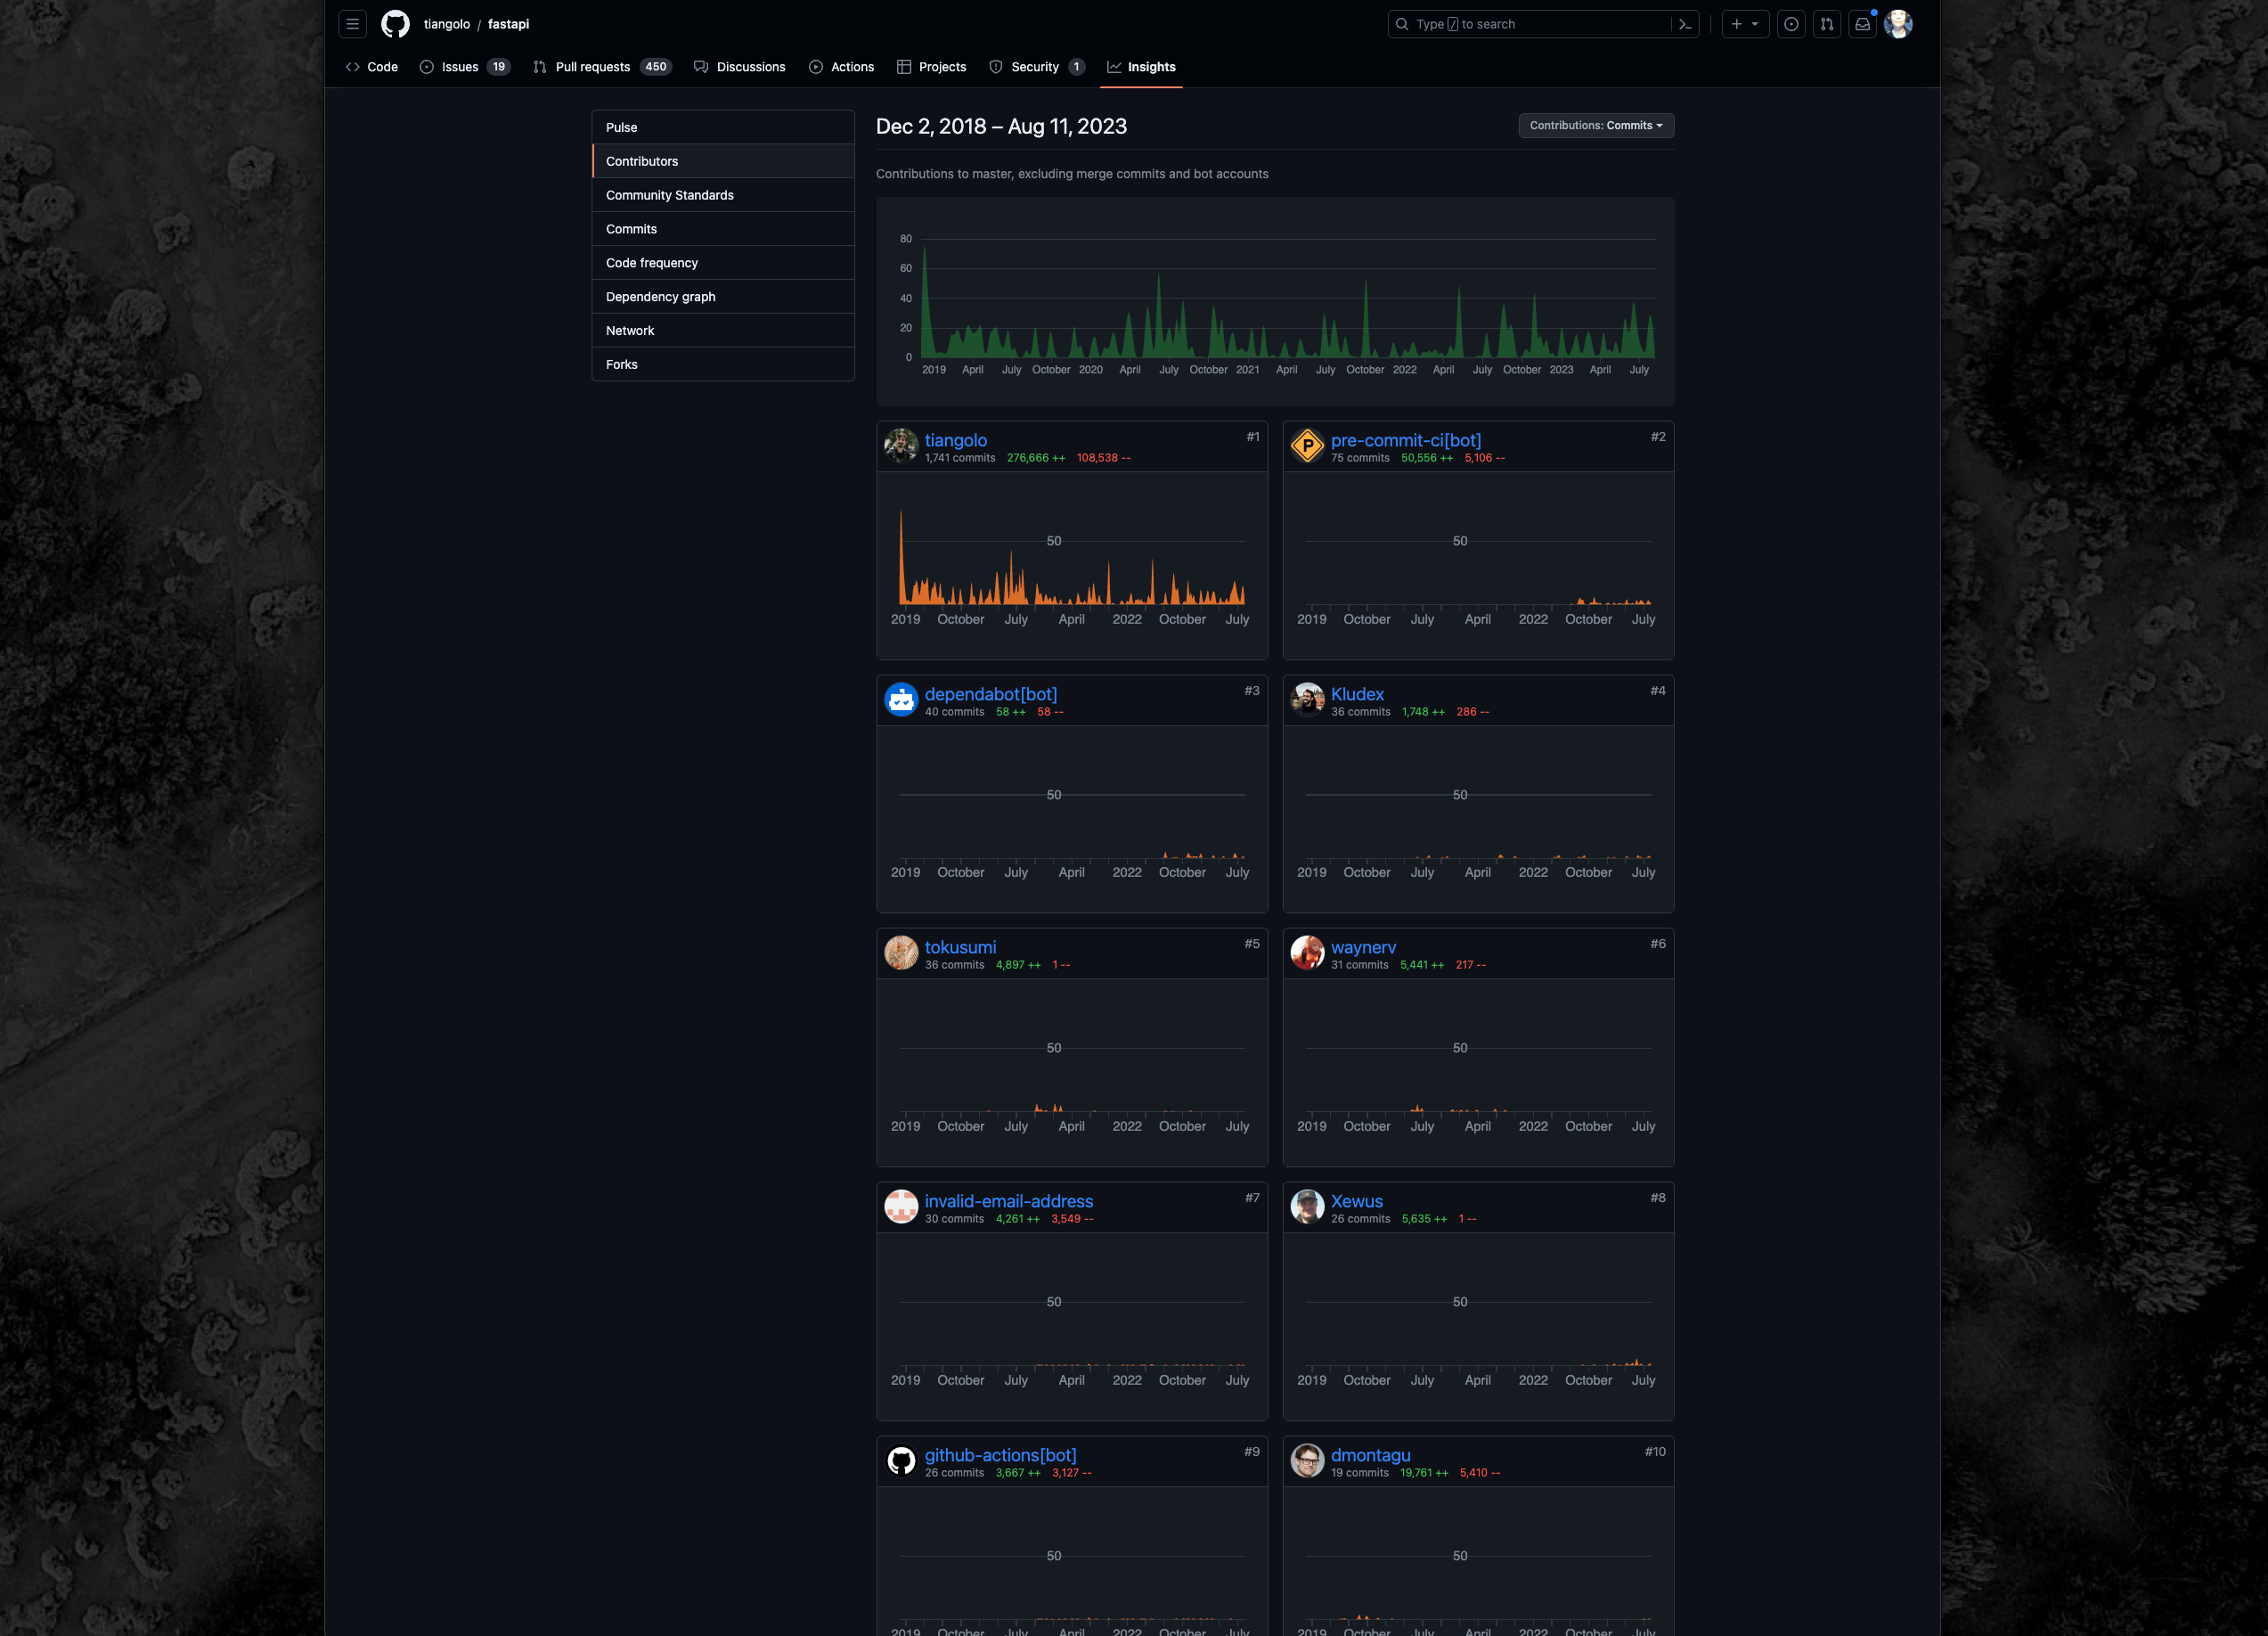 tiangolo / fastapi
Type / to search
Code Issues 19 Pull requests 450 Discussions Actions Projects Security 1 Insights
Pulse
Contributors
Community Standards
Commits
Code frequency
Dependency graph
Network
Forks
Dec 2, 2018 – Aug 11, 2023
Contributions: Commits
Contributions to master, excluding merge commits and bot accounts
80
60
40
20
0
2019 April July October 2020 April July October 2021 April July October 2022 April July October 2023 April July
tiangolo #1
1,741 commits 276,666 ++ 108,538 --
50
2019 October July April 2022 October July
pre-commit-ci[bot] #2
75 commits 50,556 ++ 5,106 --
50
2019 October July April 2022 October July
dependabot[bot] #3
40 commits 58 ++ 58 --
50
2019 October July April 2022 October July
Kludex #4
36 commits 1,748 ++ 286 --
50
2019 October July April 2022 October July
tokusumi #5
36 commits 4,897 ++ 1 --
50
2019 October July April 2022 October July
waynerv #6
31 commits 5,441 ++ 217 --
50
2019 October July April 2022 October July
invalid-email-address #7
30 commits 4,261 ++ 3,549 --
50
2019 October July April 2022 October July
Xewus #8
26 commits 5,635 ++ 1 --
50
2019 October July April 2022 October July
github-actions[bot] #9
26 commits 3,667 ++ 3,127 --
50
2019 October July April 2022 October July
dmontagu #10
19 commits 19,761 ++ 5,410 --
50
2019 October July April 2022 October July